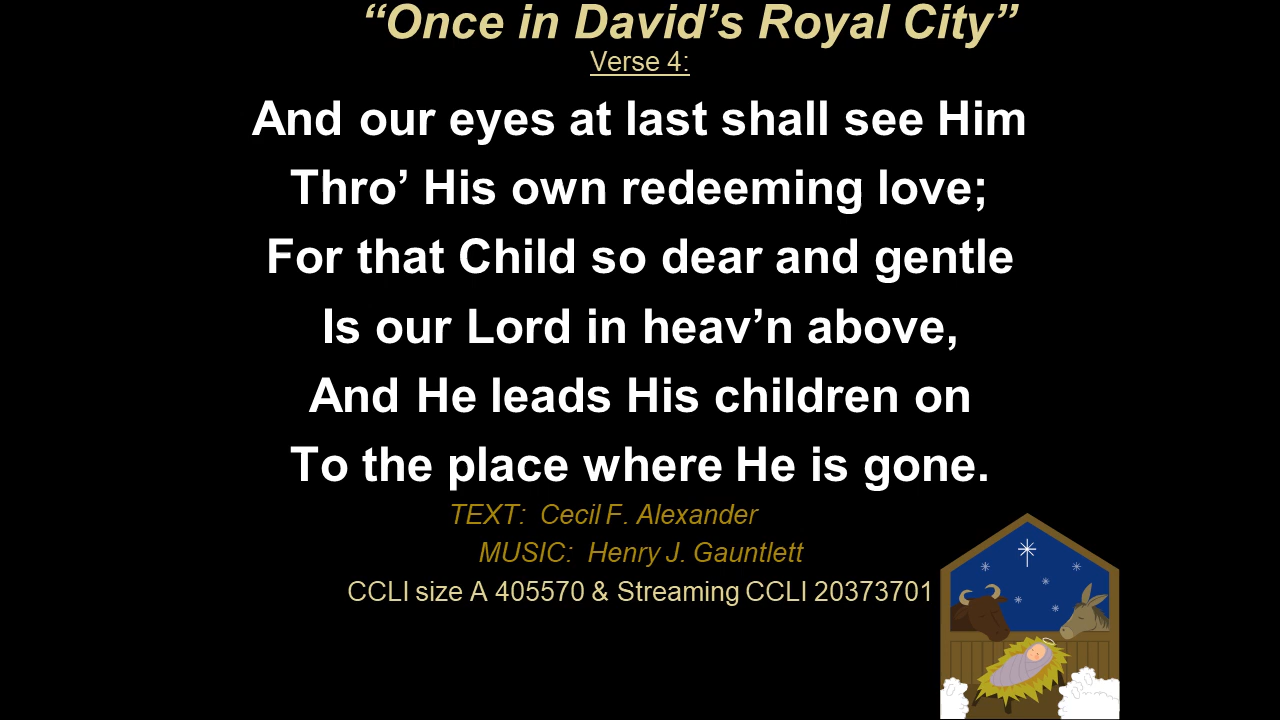 “Once in David’s Royal City”
Verse 4:
And our eyes at last shall see Him
Thro’ His own redeeming love;
For that Child so dear and gentle
Is our Lord in heav’n above,
And He leads His children on
To the place where He is gone.
TEXT:  Cecil F. Alexander
MUSIC:  Henry J. Gauntlett
CCLI size A 405570 & Streaming CCLI 20373701